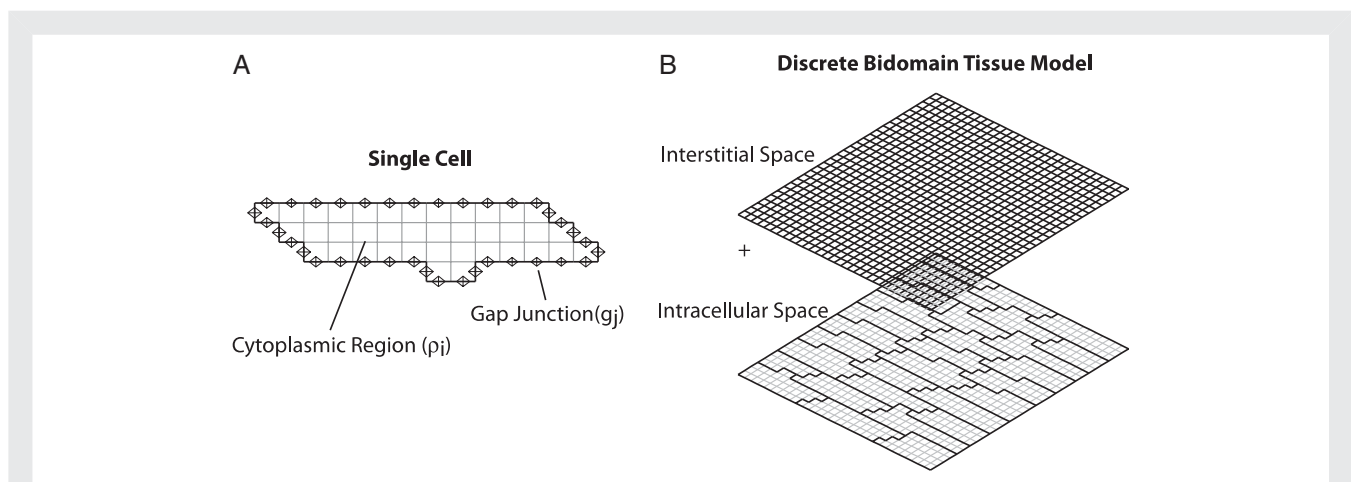 A
Single Cell
Gap Junction(gj)
Cytoplasmic Region (ρi)
B
Discrete Bidomain Tissue Model
Interstitial Space
+
Intracellular Space